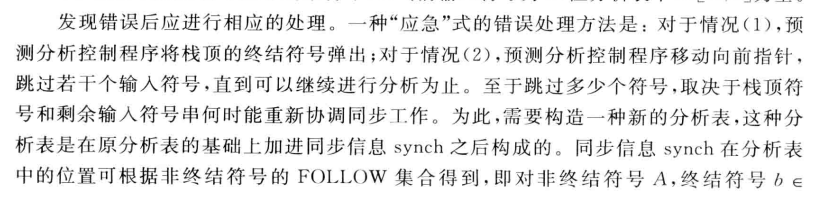 发现错误后应进行相应的处理。一种“应急”式的错误处理方法是：对于情况(1)，预
测分析控制程序将栈顶的终结符号弹出；对于情况(2)，预测分析控制程序移动向前指针，
跳过若干个输入符号，直到可以继续进行分析为止。至于跳过多少个符号，取决于栈顶符
号和剩余输入符号串何时能重新协调同步工作。为此，需要构造一种新的分析表，这种分
析表是在原分析表的基础上加进同步信息 synch 之后构成的。同步信息 synch 在分析表
中的位置可根据非终结符号的 FOLLOW 集合得到，即对非终结符号 A，终结符号 b ∈